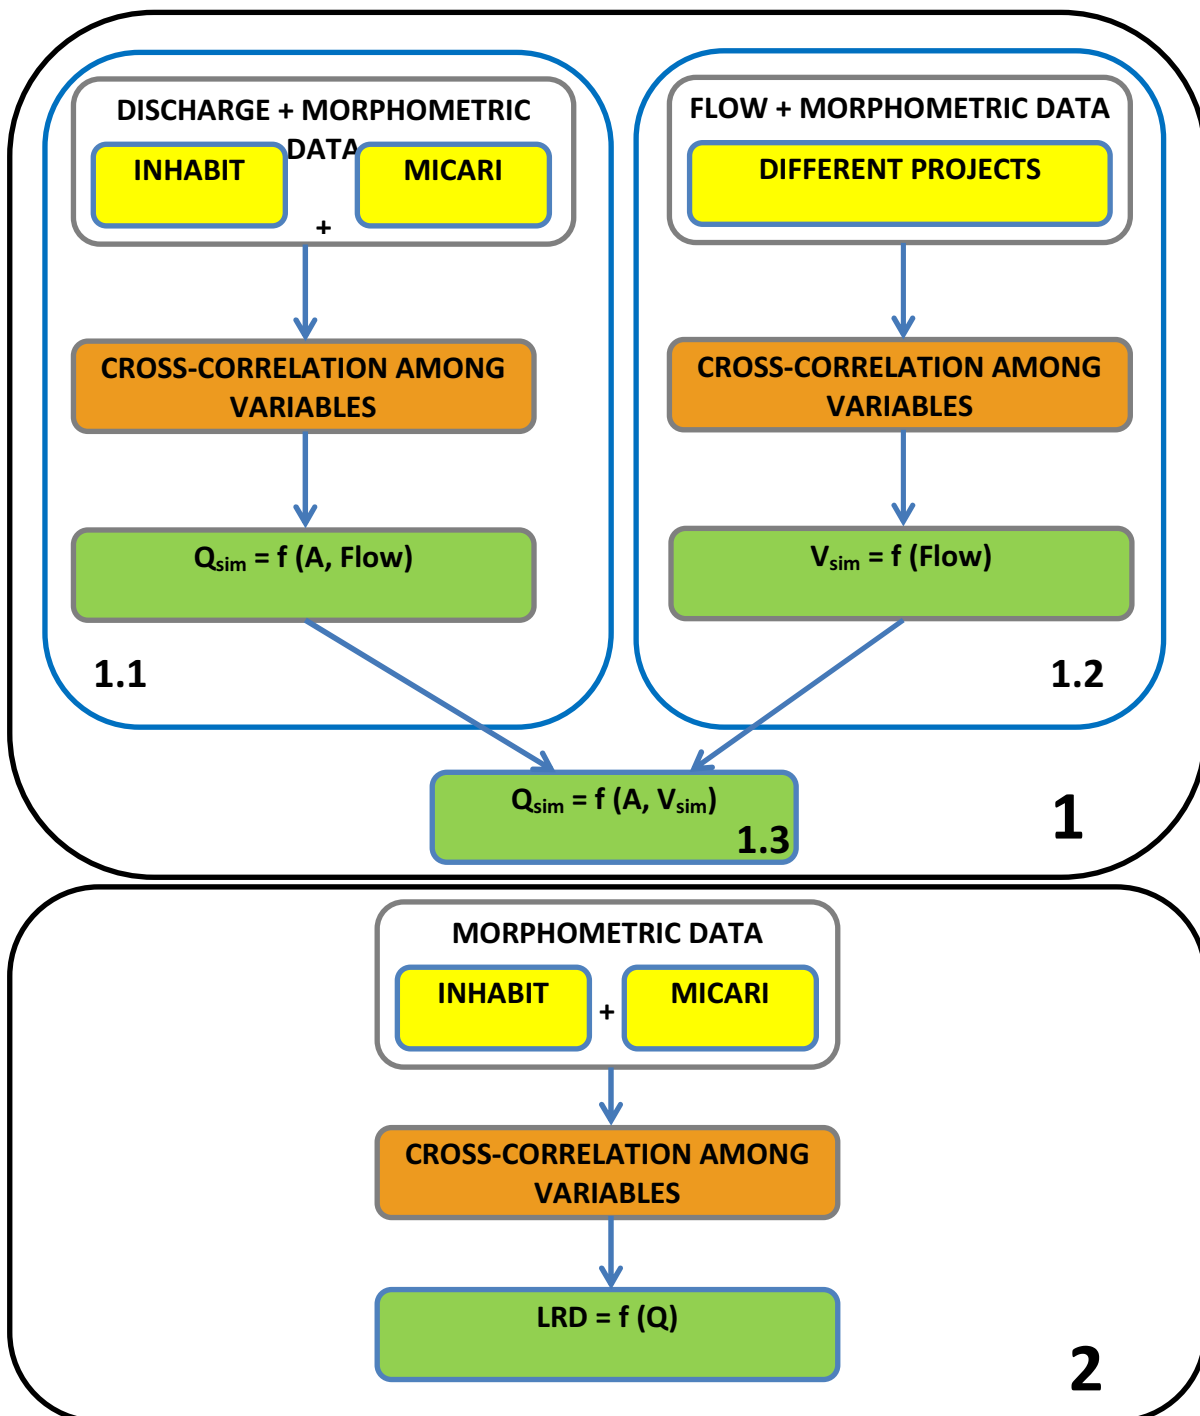 DISCHARGE + MORPHOMETRIC
DATA
INHABIT
MICARI
+
CROSS-CORRELATION AMONG
VARIABLES
Qsim = f (A, Flow)
1.1
FLOW + MORPHOMETRIC DATA
DIFFERENT PROJECTS
CROSS-CORRELATION AMONG
VARIABLES
Vsim = f (Flow)
1.2
Qsim = f (A, Vsim)
1.3
1
MORPHOMETRIC DATA
INHABIT
+
MICARI
CROSS-CORRELATION AMONG
VARIABLES
LRD = f (Q)
2